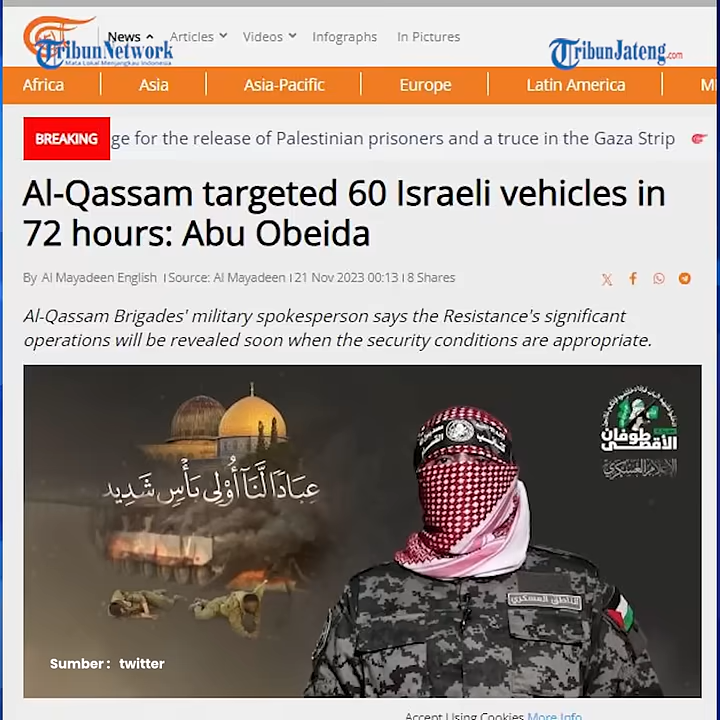 News Articles Videos Infographs In Pictures
TribunNetwork
Mata Lokal Menjangkau Indonesia
TribunJateng.com
Africa Asia Asia-Pacific Europe Latin America
BREAKING ge for the release of Palestinian prisoners and a truce in the Gaza Strip
Al-Qassam targeted 60 Israeli vehicles in
72 hours: Abu Obeida
By Al Mayadeen English | Source: Al Mayadeen | 21 Nov 2023 00:13 | 8 Shares
Al-Qassam Brigades' military spokesperson says the Resistance's significant
operations will be revealed soon when the security conditions are appropriate.
طوفان
الأقصى
الإعلام العسكري
عِبَادًا لَّنَا أُوْلِي بَأْسٍ شَدِيد
الناطق العسكري
Sumber : twitter
Accept Using Cookies More Info